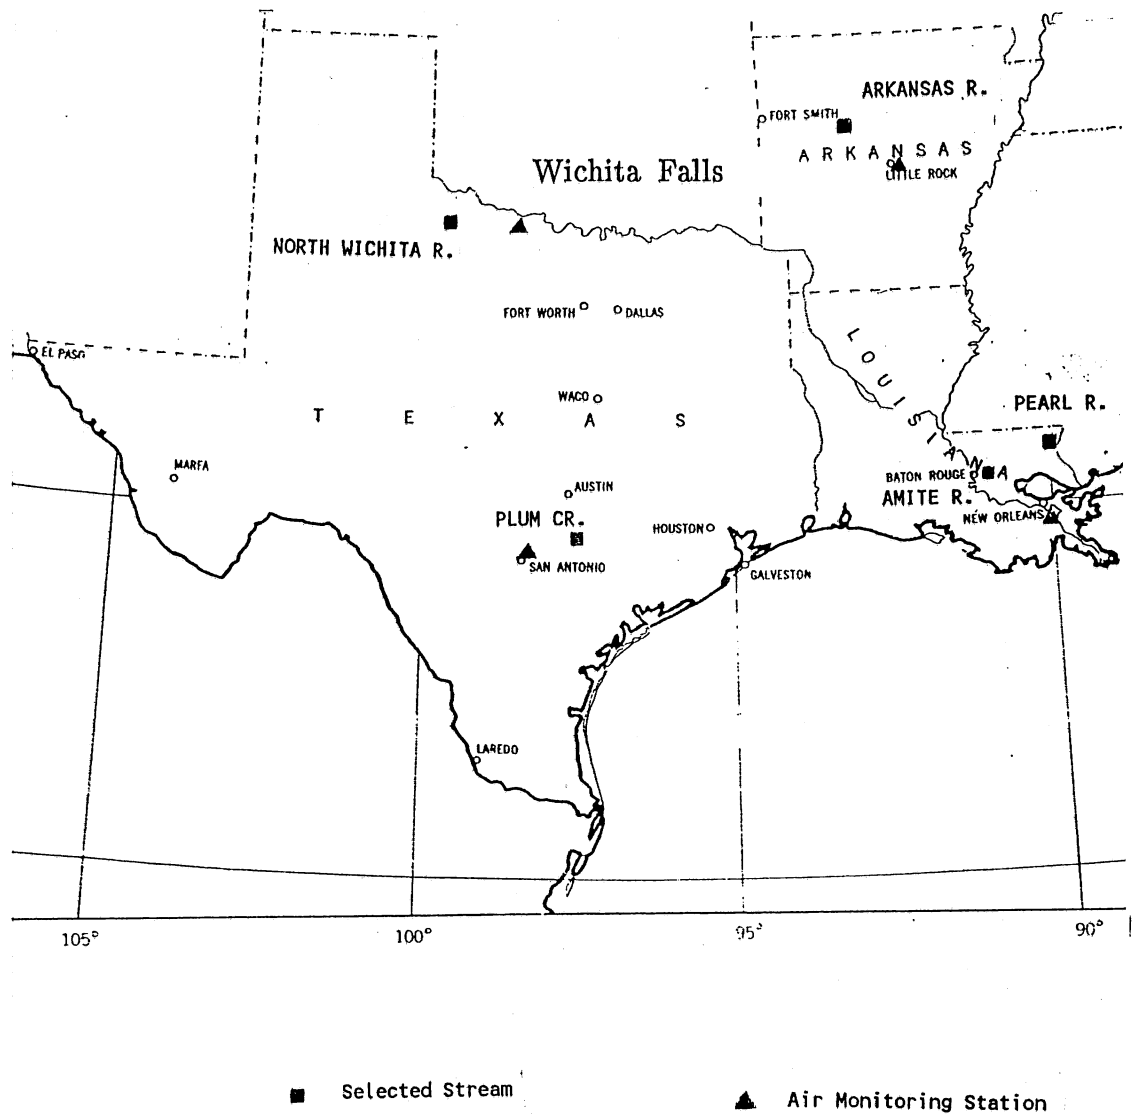 ARKANSAS R.
FORT SMITH
ARKANSAS
LITTLE ROCK
Wichita Falls
NORTH WICHITA R.
FORT WORTH
DALLAS
EL PASO
LOUISIANA
WACO
TEXAS
PEARL R.
MARFA
BATON ROUGE
AUSTIN
AMITE R.
PLUM CR.
HOUSTON
NEW ORLEANS
SAN ANTONIO
GALVESTON
LAREDO
105° 100° 95° 90°
Selected Stream
Air Monitoring Station